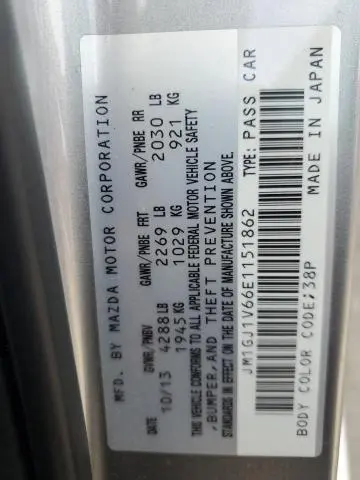 MFD. BY MAZDA MOTOR CORPORATION
DATE GVWR/PNBV GAWR/PNBE FRT GAWR/PNBE RR
10/13 4288 LB 2269 LB 2030 LB
1945 KG 1029 KG 921 KG
THIS VEHICLE CONFORMS TO ALL APPLICABLE FEDERAL MOTOR VEHICLE SAFETY
, BUMPER, AND THEFT PREVENTION
STANDARDS IN EFFECT ON THE DATE OF MANUFACTURE SHOWN ABOVE.
JM1GJ1V66E1151862 TYPE: PASS CAR
BODY COLOR CODE: 38P MADE IN JAPAN